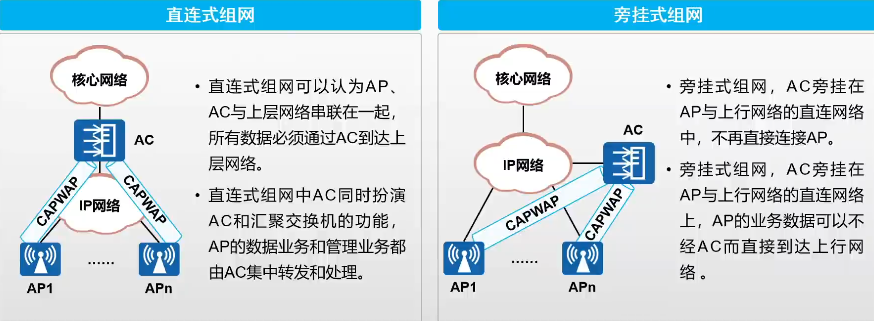 直连式组网
核心网络
AC
CAPWAP
CAPWAP
IP网络
AP1
......
APn
• 直连式组网可以认为AP、
AC与上层网络串联在一起，
所有数据必须通过AC到达上
层网络。
• 直连式组网中AC同时扮演
AC和汇聚交换机的功能，
AP的数据业务和管理业务都
由AC集中转发和处理。
旁挂式组网
核心网络
AC
IP网络
CAPWAP
CAPWAP
AP1
......
APn
• 旁挂式组网，AC旁挂在
AP与上行网络的直连网络
中，不再直接连接AP。
• 旁挂式组网，AC旁挂在
AP与上行网络的直连网络
上，AP的业务数据可以不
经AC而直接到达上行网
络 。